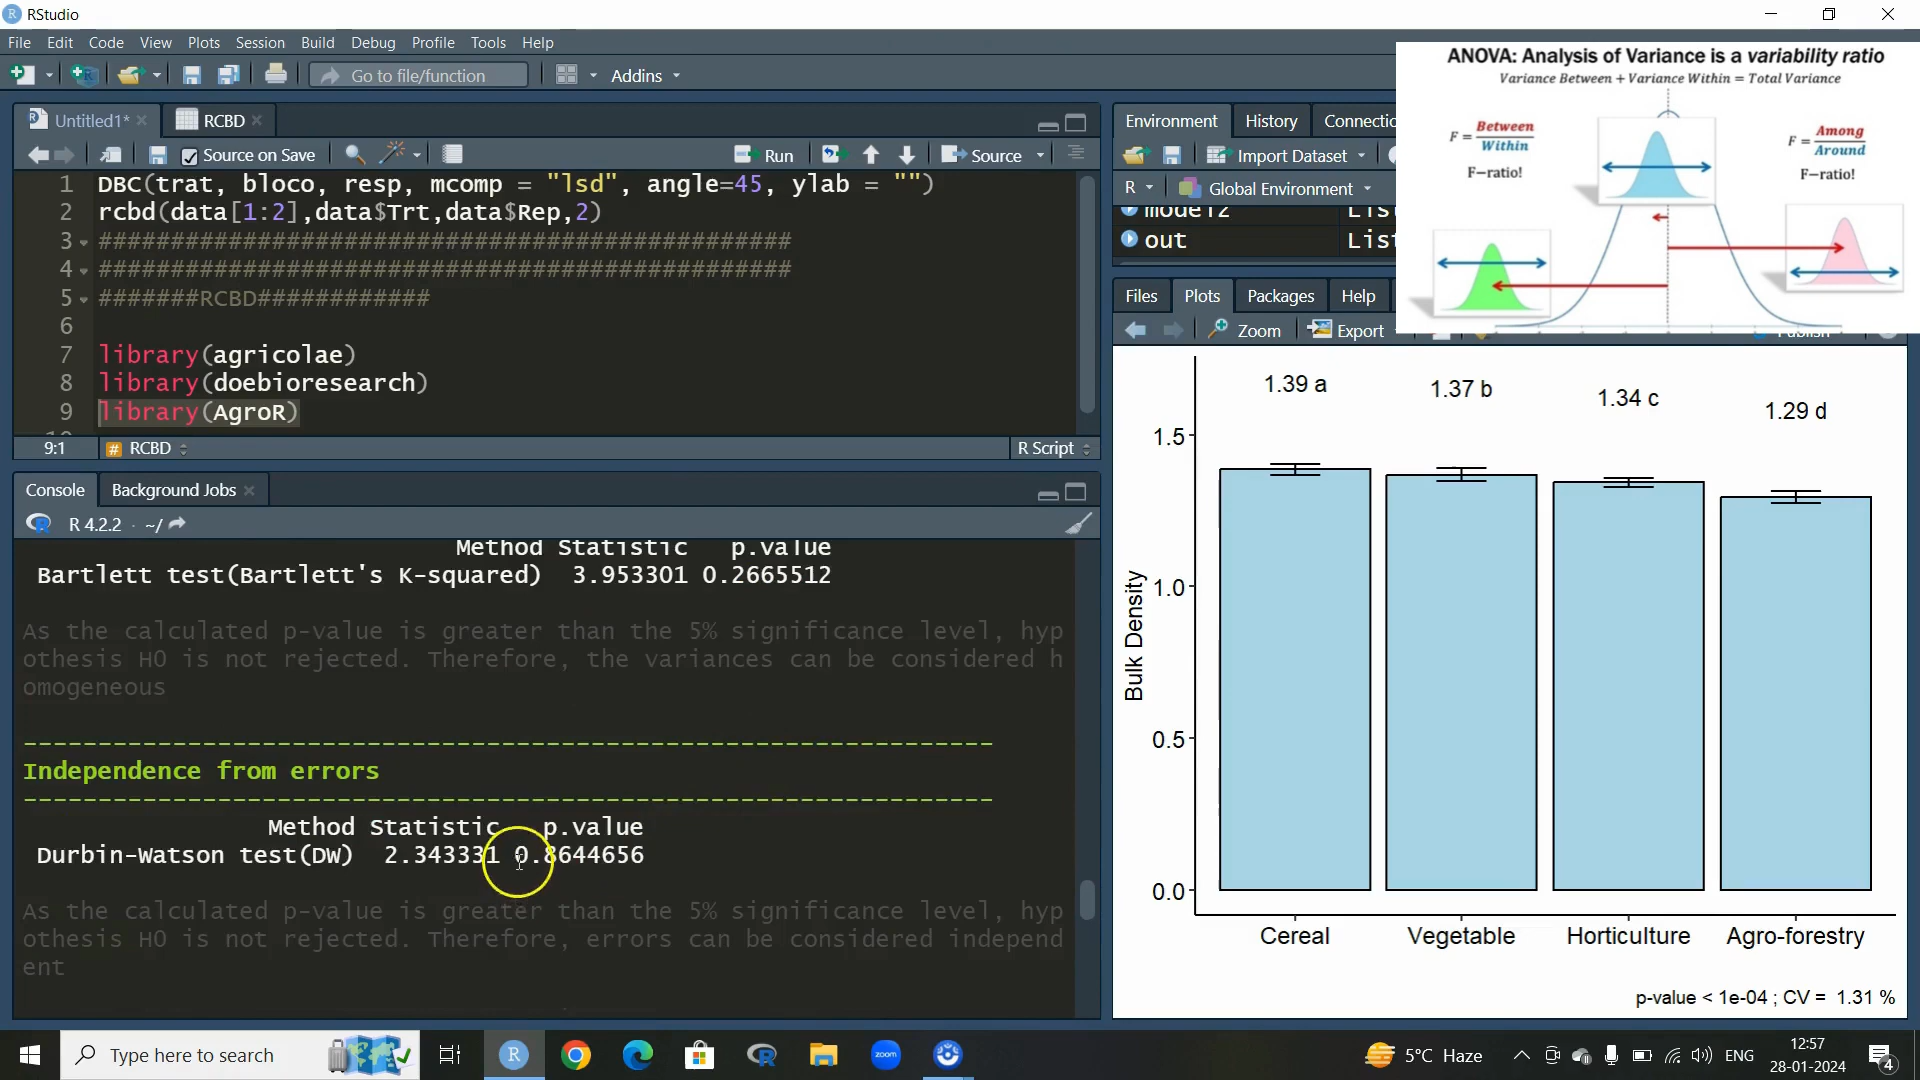 RStudio
File Edit Code View Plots Session Build Debug Profile Tools Help
Go to file/function
Addins
Untitled1*
RCBD
Source on Save
Run
Source
1 DBC(trat, bloco, resp, mcomp = "lsd", angle=45, ylab = "")
2 rcbd(data[1:2],data$Trt,data$Rep,2)
3 ################################################
4 ################################################
5 #######RCBD############
6
7 library(agricolae)
8 library(doebioresearch)
9 library(AgroR)
9:1
# RCBD
R Script
Console
Background Jobs
R 4.2.2 · ~/
Method Statistic p.value
Bartlett test(Bartlett's K-squared) 3.953301 0.2665512
As the calculated p-value is greater than the 5% significance level, hyp
othesis H0 is not rejected. Therefore, the variances can be considered h
omogeneous
-----------------------------------------------------------------
Independence from errors
-----------------------------------------------------------------
Method Statistic p.value
Durbin-Watson test(DW) 2.343331 0.8644656
As the calculated p-value is greater than the 5% significance level, hyp
othesis H0 is not rejected. Therefore, errors can be considered independ
ent
Environment History Connectio
Import Dataset
R
Global Environment
model2 List
out List
Files Plots Packages Help
Zoom Export
Publish
ANOVA: Analysis of Variance is a variability ratio
Variance Between + Variance Within = Total Variance
F = Between
Within
F–ratio!
F = Among
Around
F–ratio!
1.39 a
1.37 b
1.34 c
1.29 d
1.5
1.0
0.5
0.0
Bulk Density
Cereal
Vegetable
Horticulture
Agro-forestry
p-value < 1e-04 ; CV = 1.31 %
Type here to search
zoom
5°C Haze
ENG
12:57
28-01-2024
4